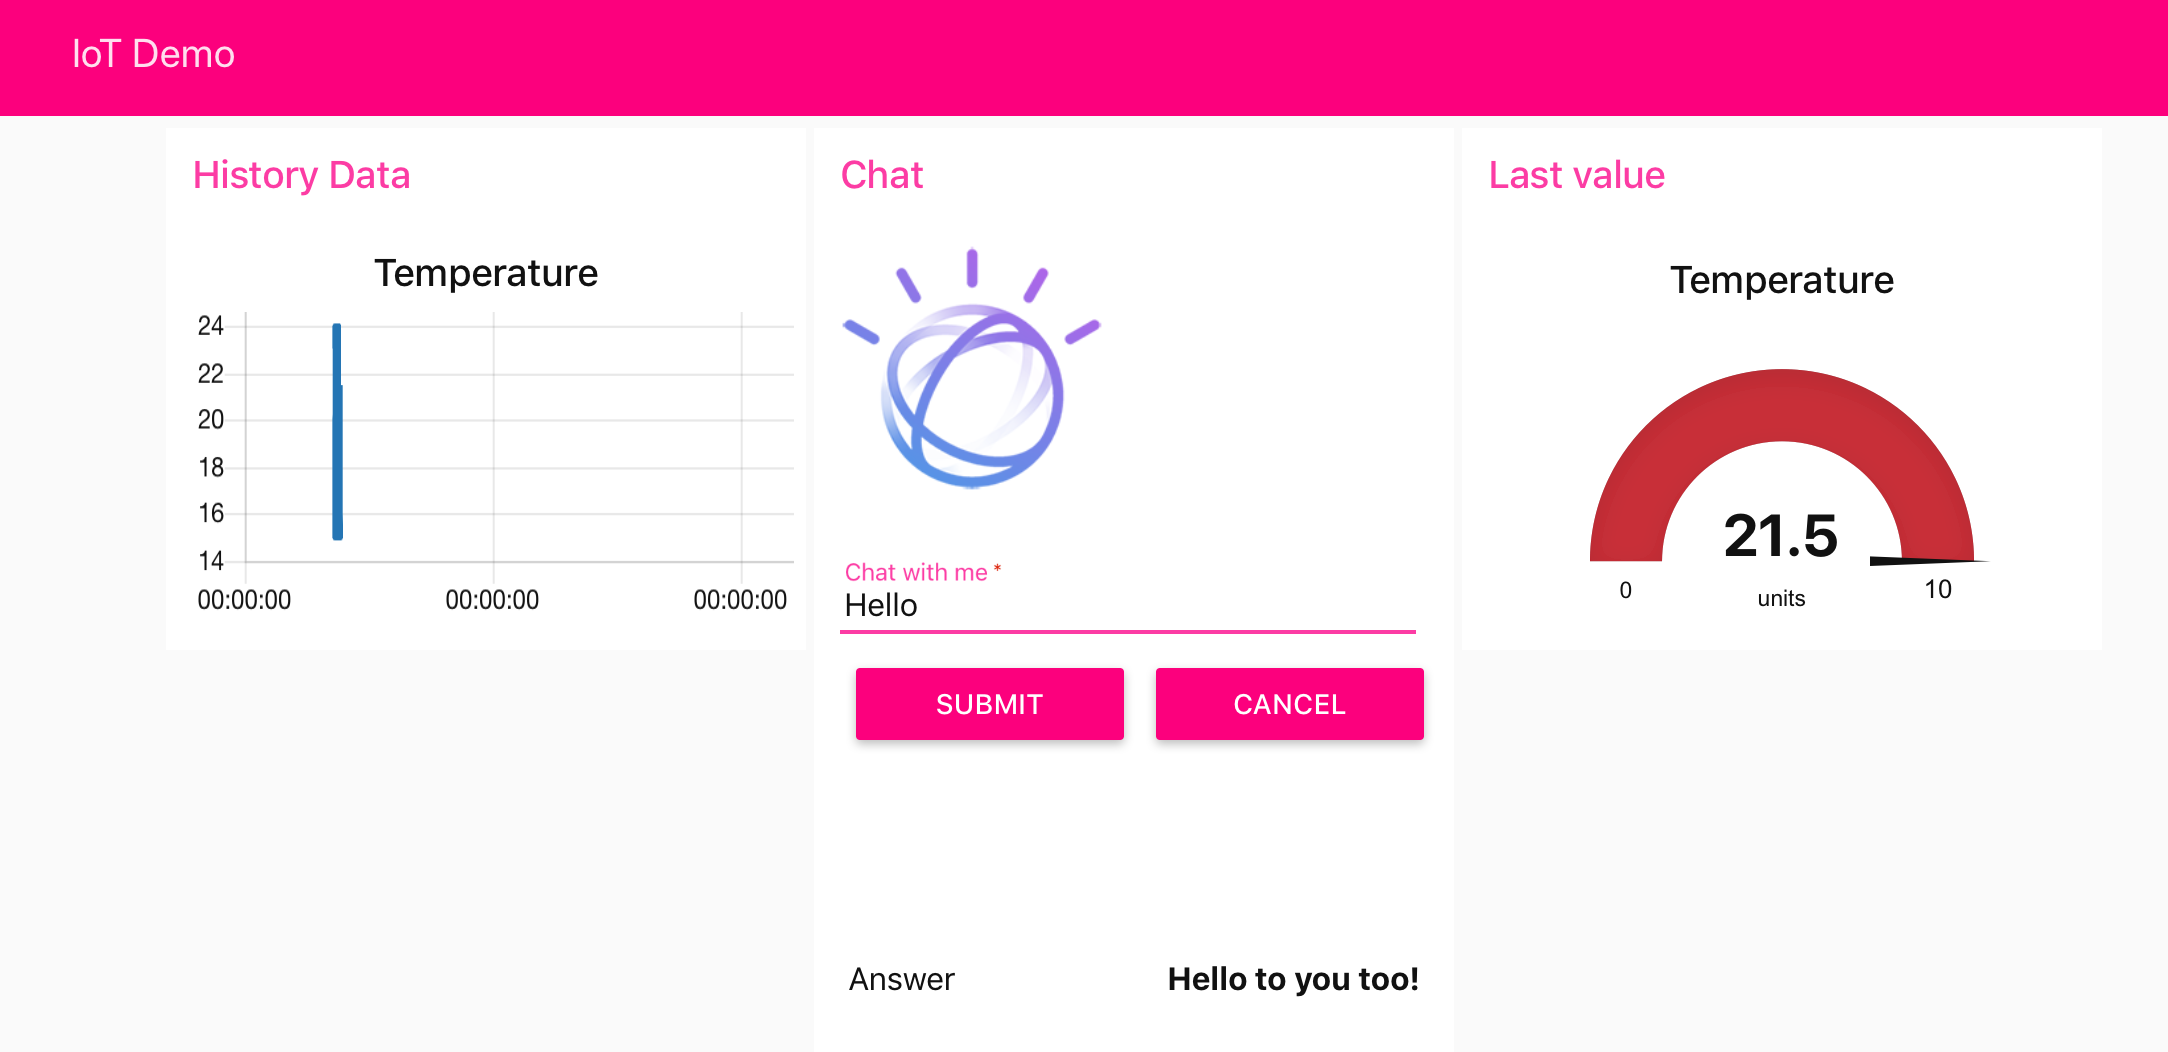 IoT Demo
History Data
Temperature
24
22
20
18
16
14
00:00:00 00:00:00 00:00:00
Chat
Chat with me *
Hello
SUBMIT CANCEL
Answer Hello to you too!
Last value
Temperature
21.5
0 units 10